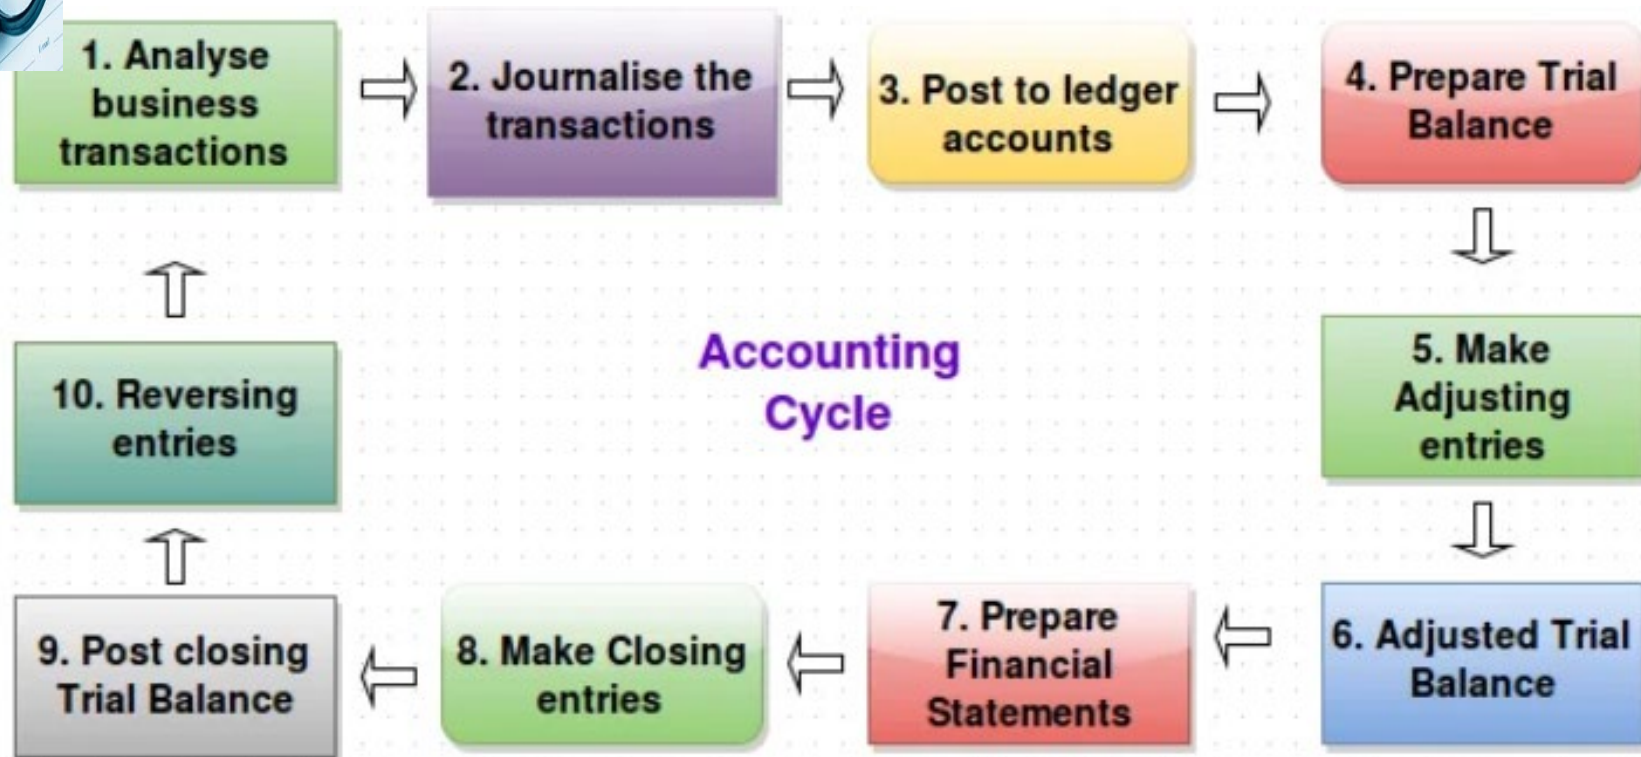 1. Analyse
business
transactions
2. Journalise the
transactions
3. Post to ledger
accounts
4. Prepare Trial
Balance
5. Make
Adjusting
entries
6. Adjusted Trial
Balance
7. Prepare
Financial
Statements
8. Make Closing
entries
9. Post closing
Trial Balance
10. Reversing
entries
Accounting
Cycle